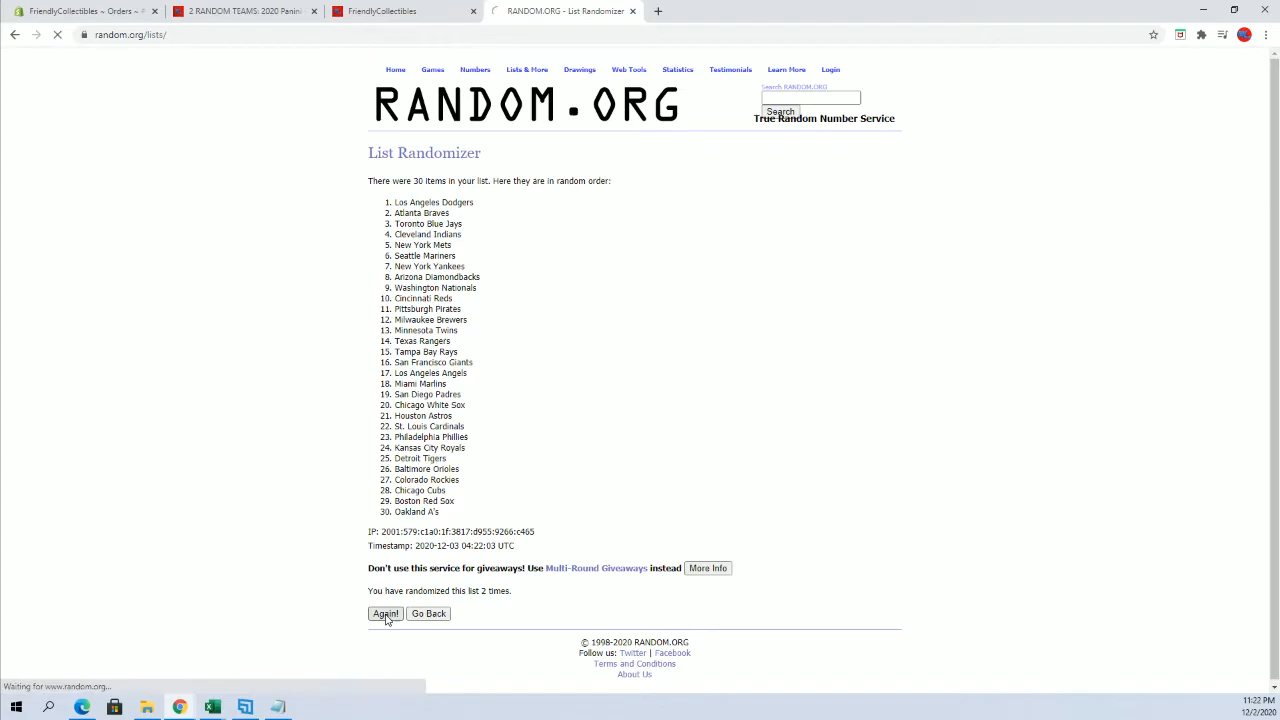 FriendlyCollectibles ~ Orders ~ 
2 RANDOM TEAMS: 2020 Panini
FriendlyCollectibles
RANDOM.ORG - List Randomizer
random.org/lists/
Home Games Numbers Lists & More Drawings Web Tools Statistics Testimonials Learn More Login
RANDOM.ORG
Search RANDOM.ORG
Search
True Random Number Service
List Randomizer
There were 30 items in your list. Here they are in random order:
1. Los Angeles Dodgers
2. Atlanta Braves
3. Toronto Blue Jays
4. Cleveland Indians
5. New York Mets
6. Seattle Mariners
7. New York Yankees
8. Arizona Diamondbacks
9. Washington Nationals
10. Cincinnati Reds
11. Pittsburgh Pirates
12. Milwaukee Brewers
13. Minnesota Twins
14. Texas Rangers
15. Tampa Bay Rays
16. San Francisco Giants
17. Los Angeles Angels
18. Miami Marlins
19. San Diego Padres
20. Chicago White Sox
21. Houston Astros
22. St. Louis Cardinals
23. Philadelphia Phillies
24. Kansas City Royals
25. Detroit Tigers
26. Baltimore Orioles
27. Colorado Rockies
28. Chicago Cubs
29. Boston Red Sox
30. Oakland A's
IP: 2001:579:c1a0:1f:3817:d955:9266:c465
Timestamp: 2020-12-03 04:22:03 UTC
Don't use this service for giveaways! Use Multi-Round Giveaways instead More Info
You have randomized this list 2 times.
Again! Go Back
© 1998-2020 RANDOM.ORG
Follow us: Twitter | Facebook
Terms and Conditions
About Us
Waiting for www.random.org...
11:22 PM
12/2/2020